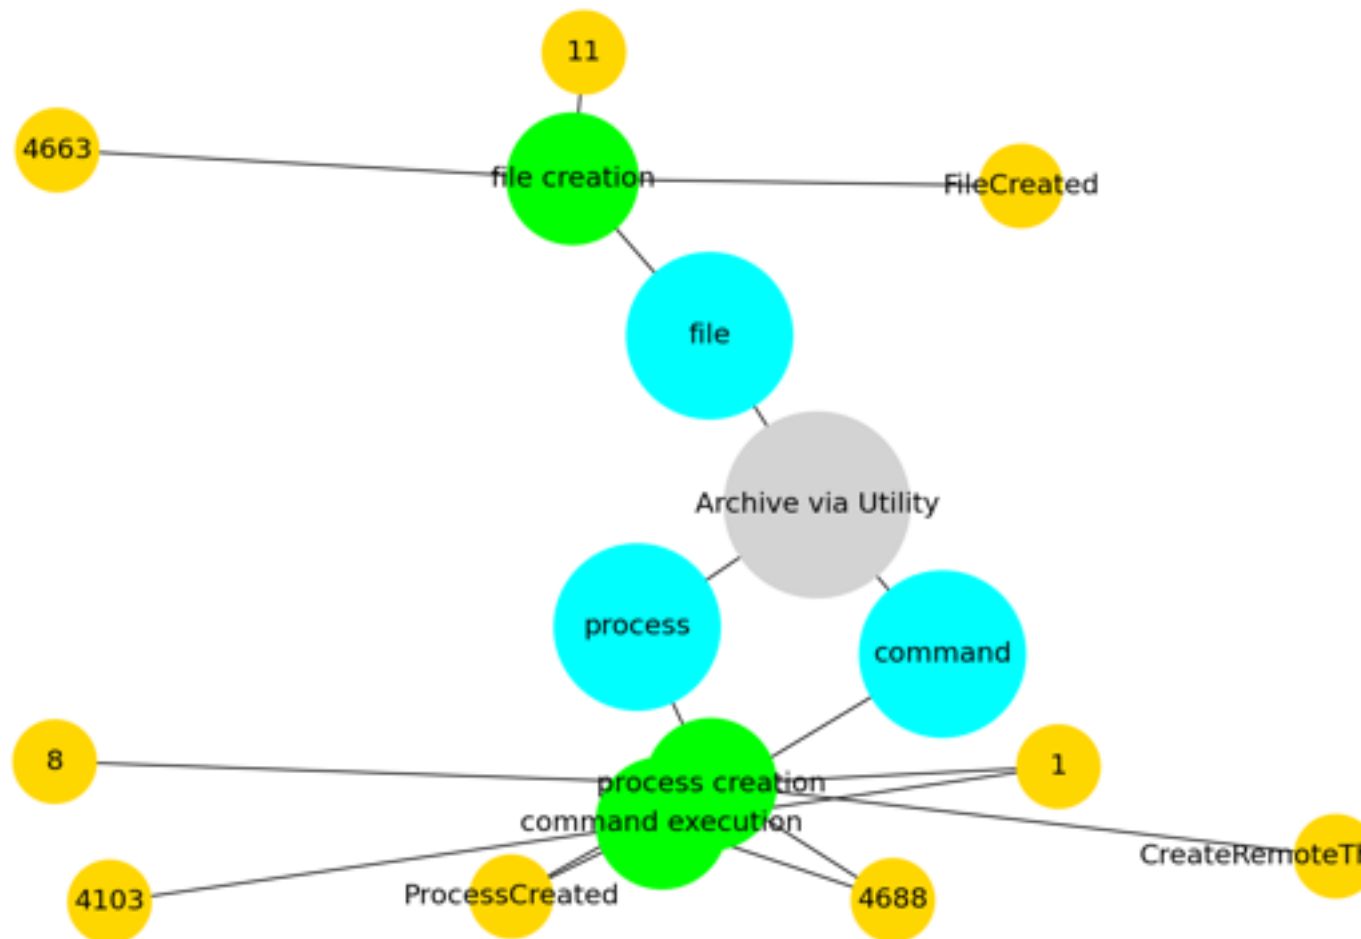 11
4663
file creation
FileCreated
file
Archive via Utility
process
command
8
process creation
1
command execution
CreateRemoteTh
4103
ProcessCreated
4688